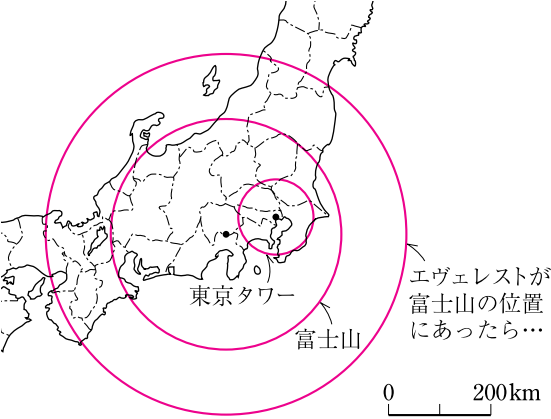 東京タワー
富士山
エヴェレストが
富士山の位置
にあったら…
0
200km